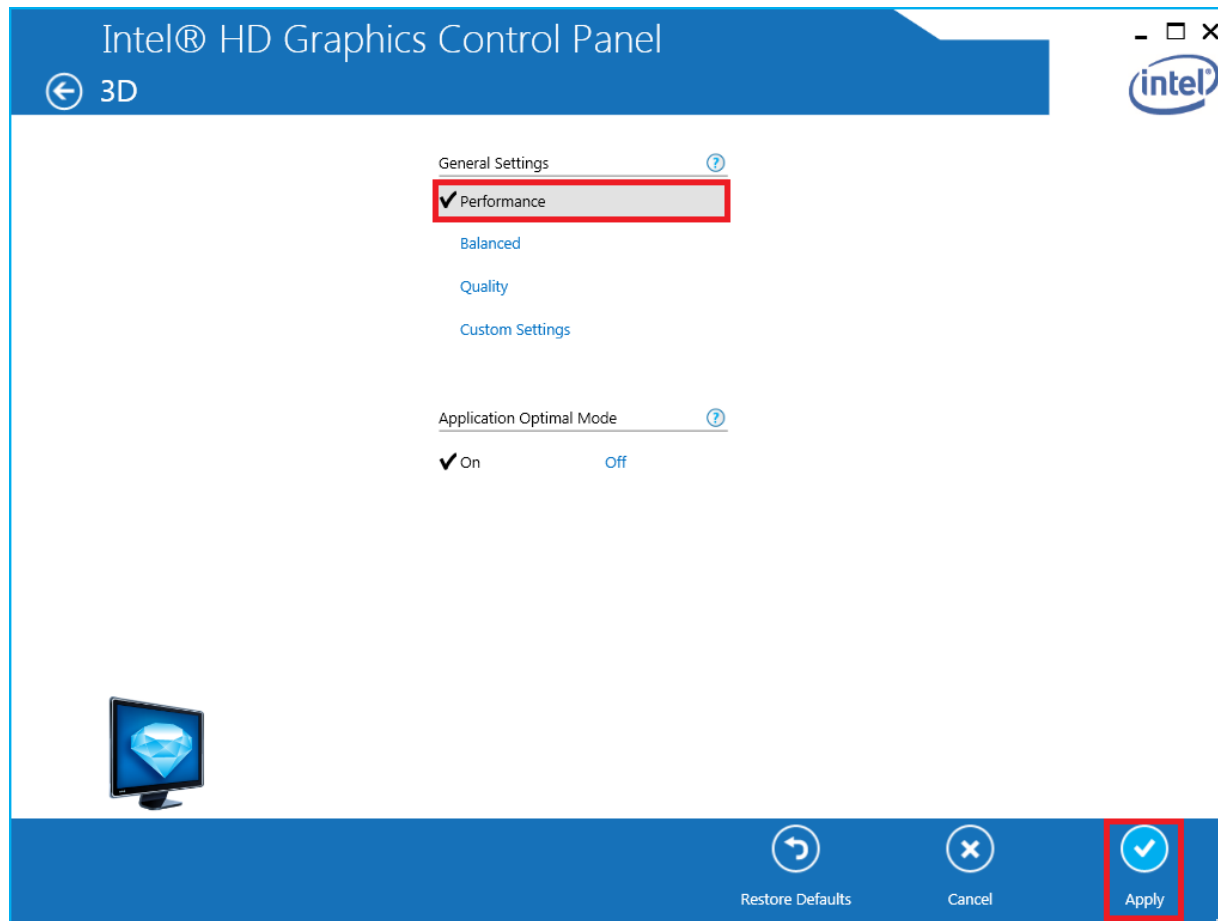 Intel® HD Graphics Control Panel
3D
intel
General Settings
Performance
Balanced
Quality
Custom Settings
Application Optimal Mode
On Off
Restore Defaults Cancel Apply